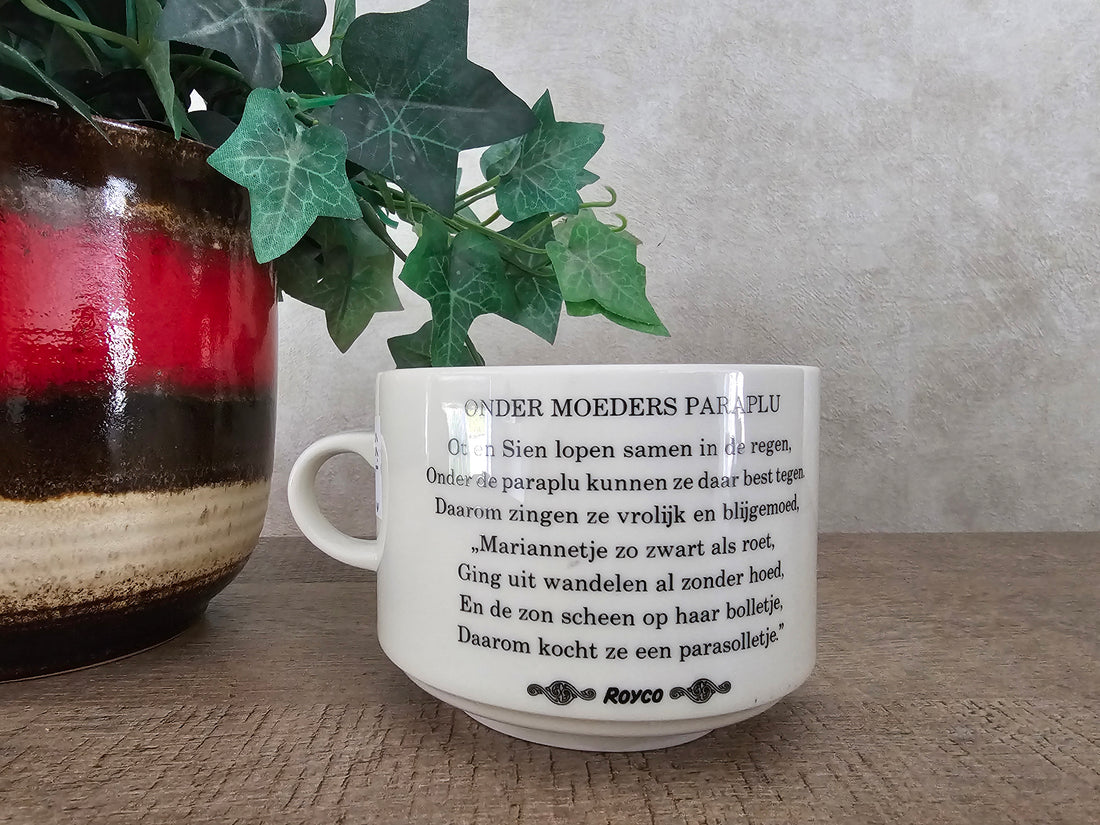 ONDER MOEDERS PARAPLU
Ot en Sien lopen samen in de regen,
Onder de paraplu kunnen ze daar best tegen.
Daarom zingen ze vrolijk en blijgemoed,
„Mariannetje zo zwart als roet,
Ging uit wandelen al zonder hoed,
En de zon scheen op haar bolletje,
Daarom kocht ze een parasolletje.”
ROYCO